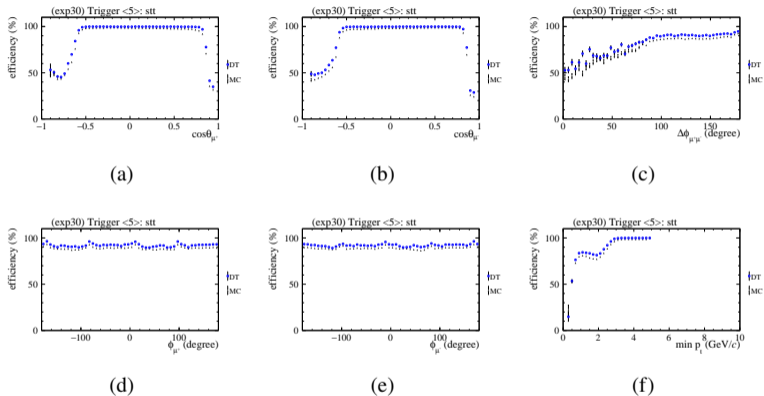 (exp30) Trigger <5>: stt
(exp30) Trigger <5>: stt
(exp30) Trigger <5>: stt
efficiency (%)
100
50
0
DT
MC
−1 −0.5 0 0.5 1
cosθμ
efficiency (%)
100
50
0
DT
MC
−1 −0.5 0 0.5 1
cosθμ
efficiency (%)
100
50
0
DT
MC
0 50 100 150
Δφμμ (degree)
(a) (b) (c)
(exp30) Trigger <5>: stt
(exp30) Trigger <5>: stt
(exp30) Trigger <5>: stt
efficiency (%)
100
50
0
DT
MC
−100 0 100
φμ (degree)
efficiency (%)
100
50
0
DT
MC
−100 0 100
φμ (degree)
efficiency (%)
100
50
0
DT
MC
0 2 4 6 8 10
min pt (GeV/c)
(d) (e) (f)